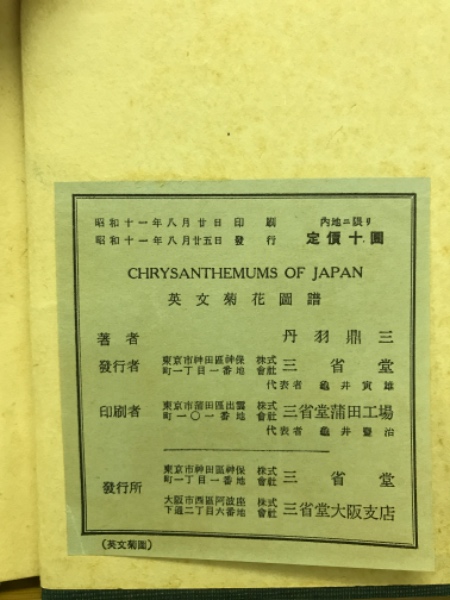 昭和十一年八月廿日 印刷 内地ニ限リ
昭和十一年八月廿五日 發行 定價十圓
CHRYSANTHEMUMS OF JAPAN
英文菊花圖譜
著者 丹羽鼎三
發行者 東京市神田區神保町一丁目一番地 株式會社 三省堂
代表者 龜井寅雄
印刷者 東京市蒲田區出雲町一〇一番地 株式會社 三省堂蒲田工場
代表者 龜井豐治
發行所 東京市神田區神保町一丁目一番地 株式會社 三省堂
大阪市西區阿波座下通二丁目六番地 株式會社 三省堂大阪支店
(英文菊圖)